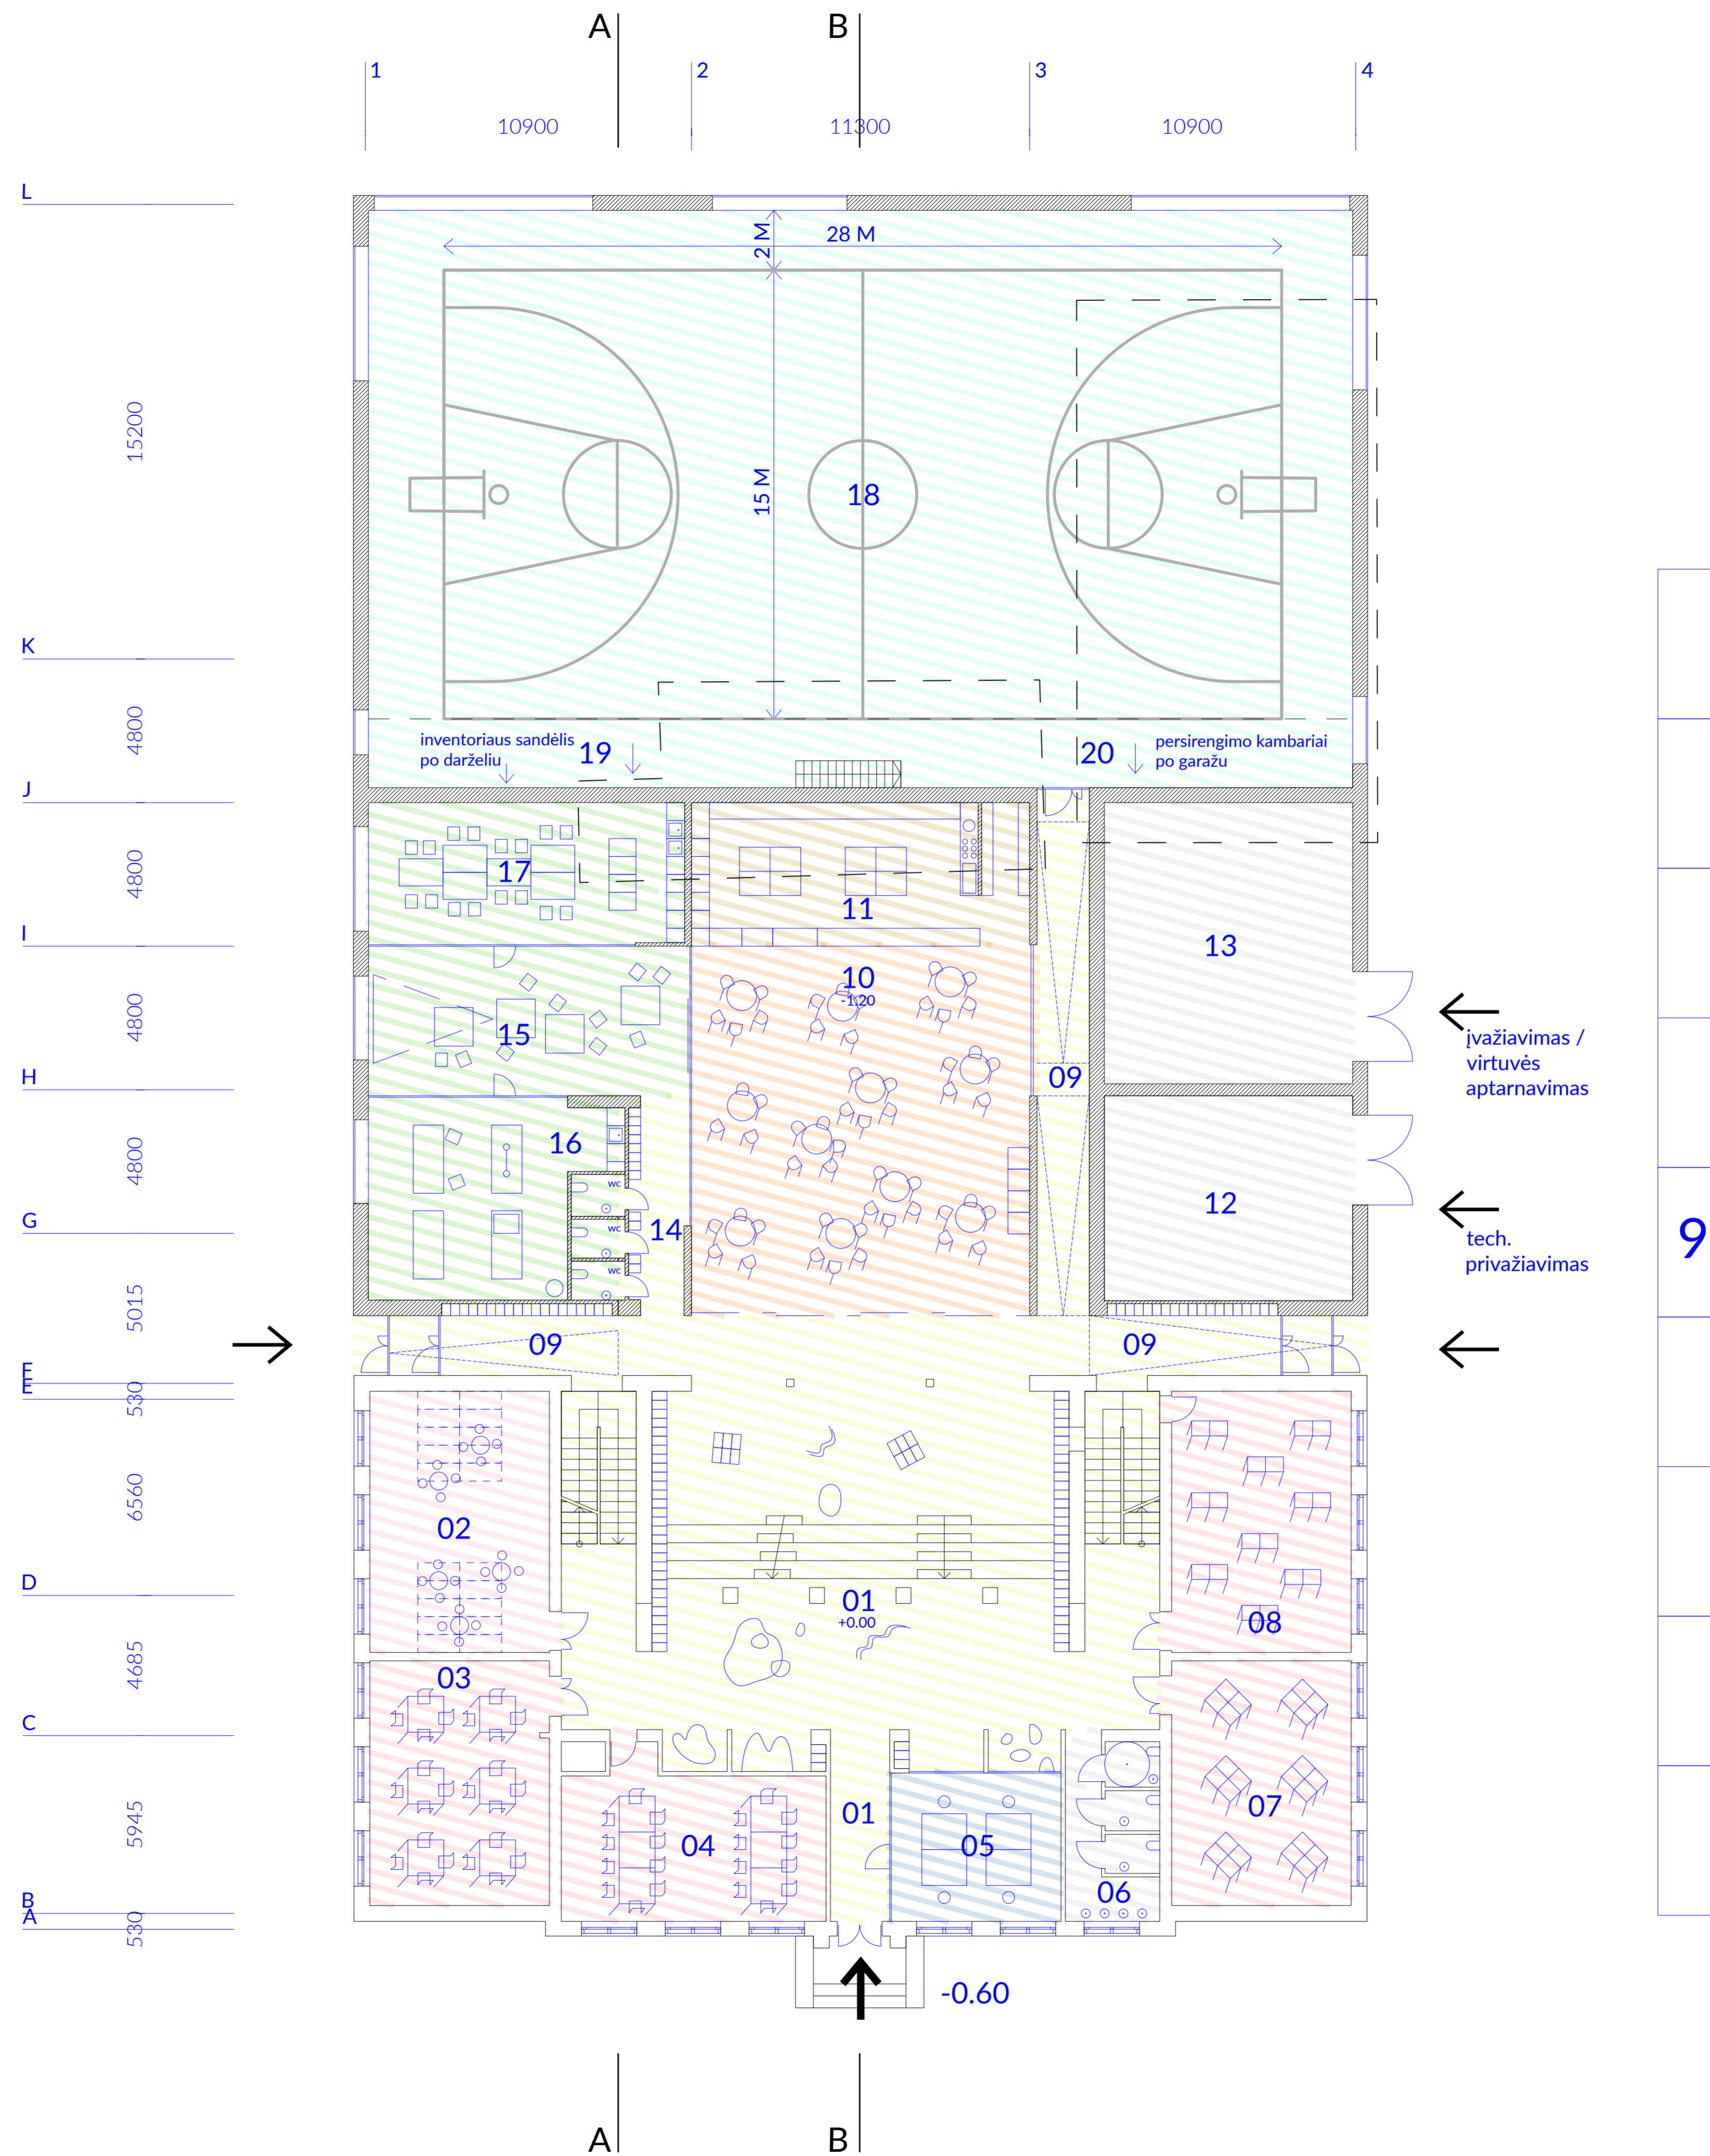 A
B
1
2
3
4
10900
11300
10900
L
28 M
2 M
15200
15 M
18
K
4800
inventoriaus sandėlis
po darželiu
19
20
persirengimo kambariai
po garažu
J
4800
17
11
I
13
10
-1.20
4800
15
įvažiavimas /
virtuvės
aptarnavimas
09
H
16
4800
wc
12
G
14
wc
tech.
privažiavimas
9
wc
5015
09
09
F
E
530
6560
02
D
01
+0.00
08
4685
03
C
07
01
5945
04
05
06
B
A
530
-0.60
A
B